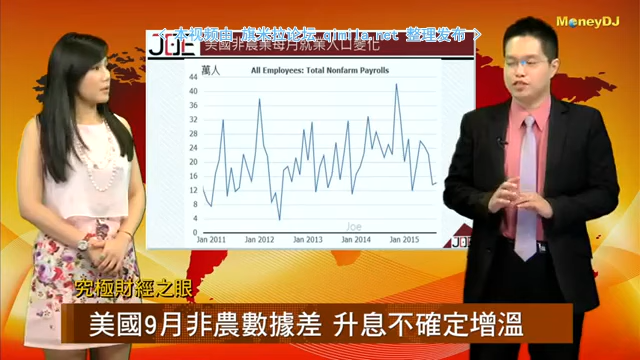 < 本视频由 旗米拉论坛 qimila.net 整理发布 >
MoneyDJ
JOE
美國非農業每月就業人口變化
萬人
All Employees: Total Nonfarm Payrolls
44
40
36
32
28
24
20
16
12
8
4
0
Jan 2011 Jan 2012 Jan 2013 Jan 2014 Jan 2015
Joe
JOE
究極財經之眼
美國9月非農數據差 升息不確定增溫